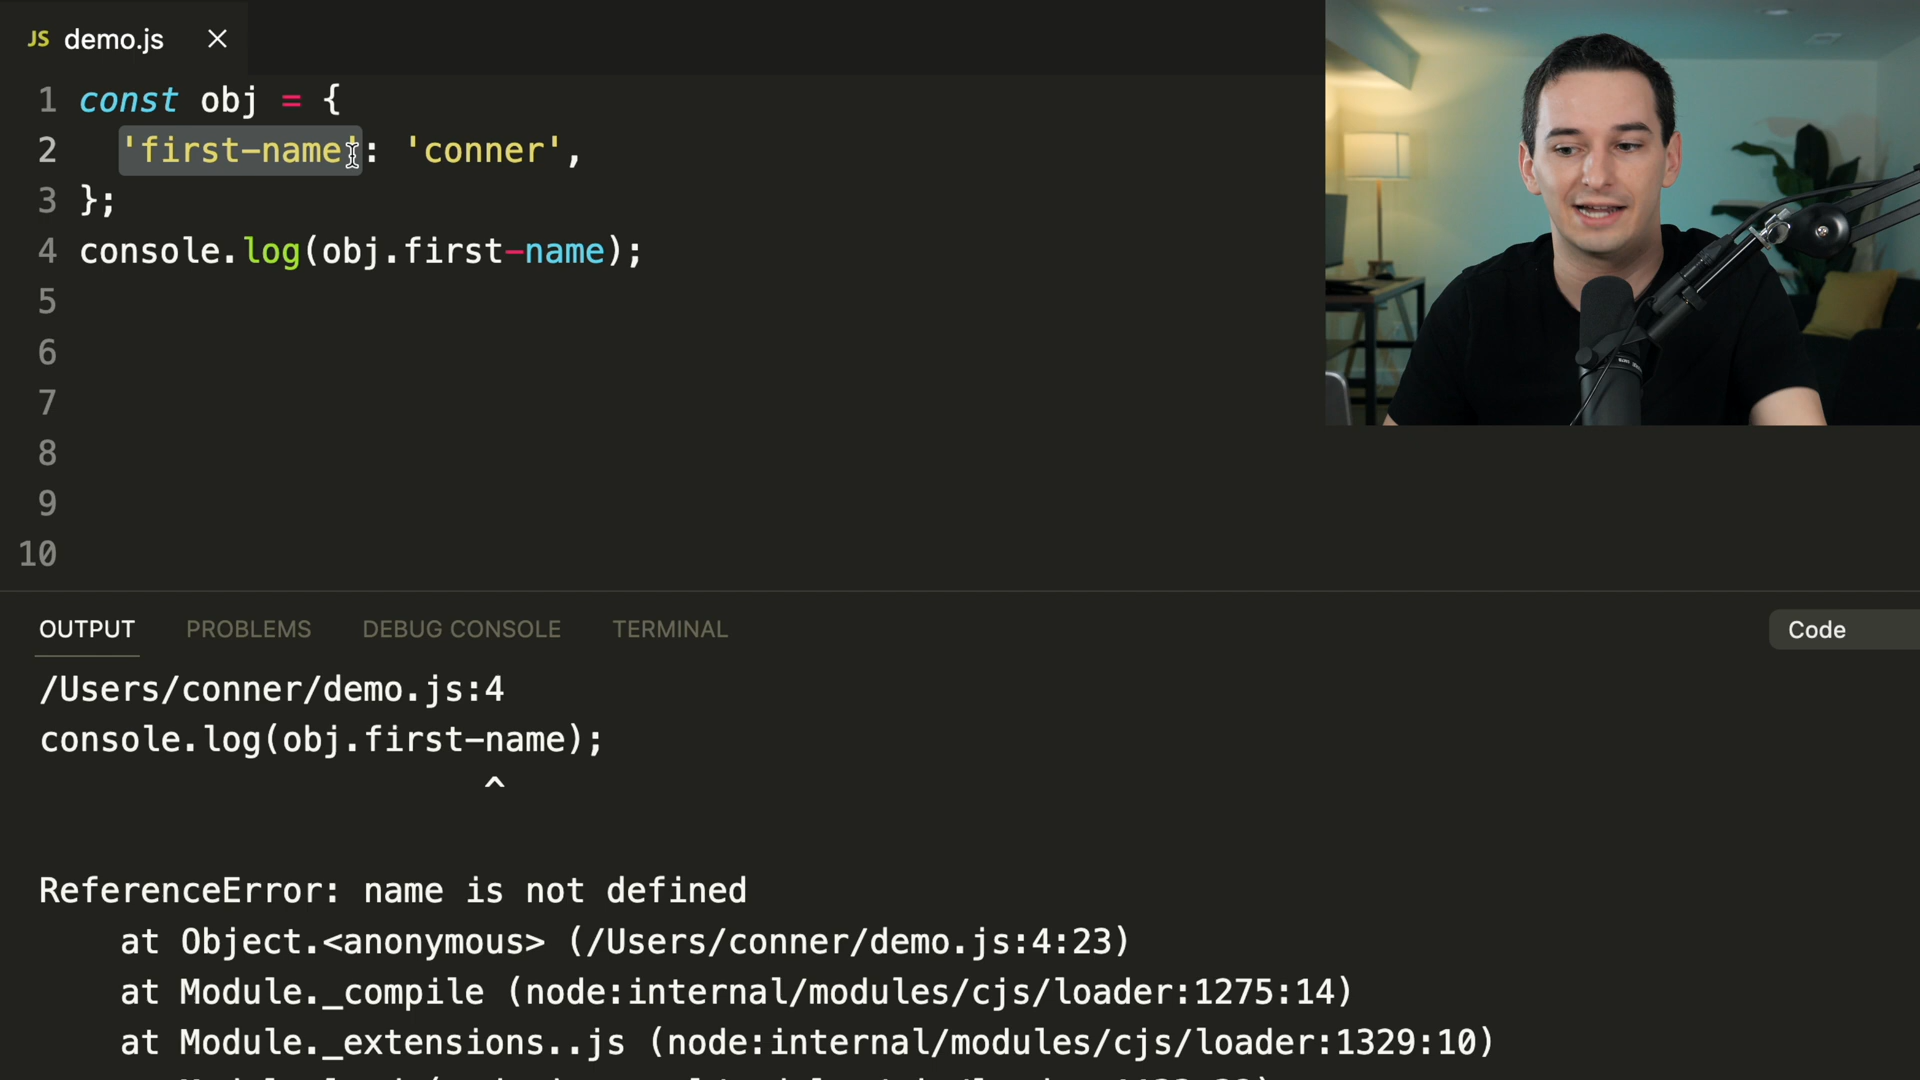 JS demo.js
1 const obj = {
2 'first-name': 'conner',
3 };
4 console.log(obj.first-name);
5
6
7
8
9
10
OUTPUT PROBLEMS DEBUG CONSOLE TERMINAL Code
/Users/conner/demo.js:4
console.log(obj.first-name);
^
ReferenceError: name is not defined
at Object.<anonymous> (/Users/conner/demo.js:4:23)
at Module._compile (node:internal/modules/cjs/loader:1275:14)
at Module._extensions..js (node:internal/modules/cjs/loader:1329:10)